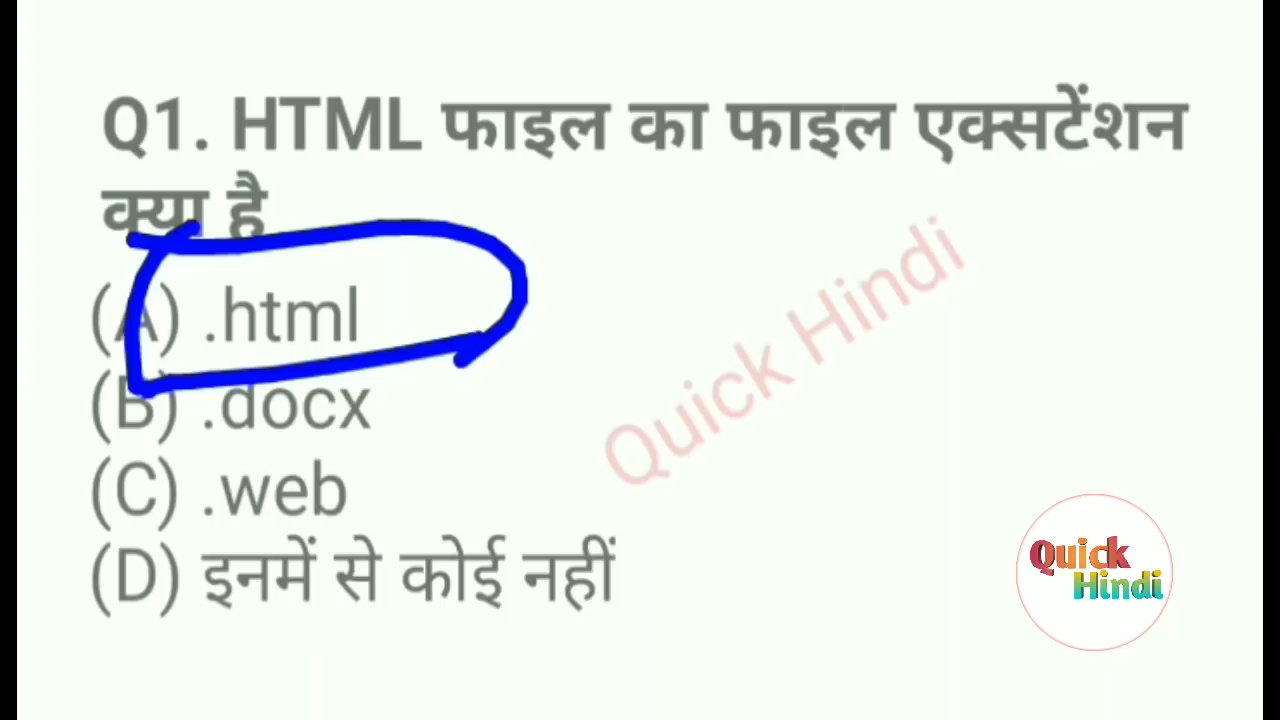 Q1. HTML फाइल का फाइल एक्सटेंशन
क्या है
(A) .html
(B) .docx
(C) .web
(D) इनमें से कोई नहीं
Quick Hindi
Quick
Hindi